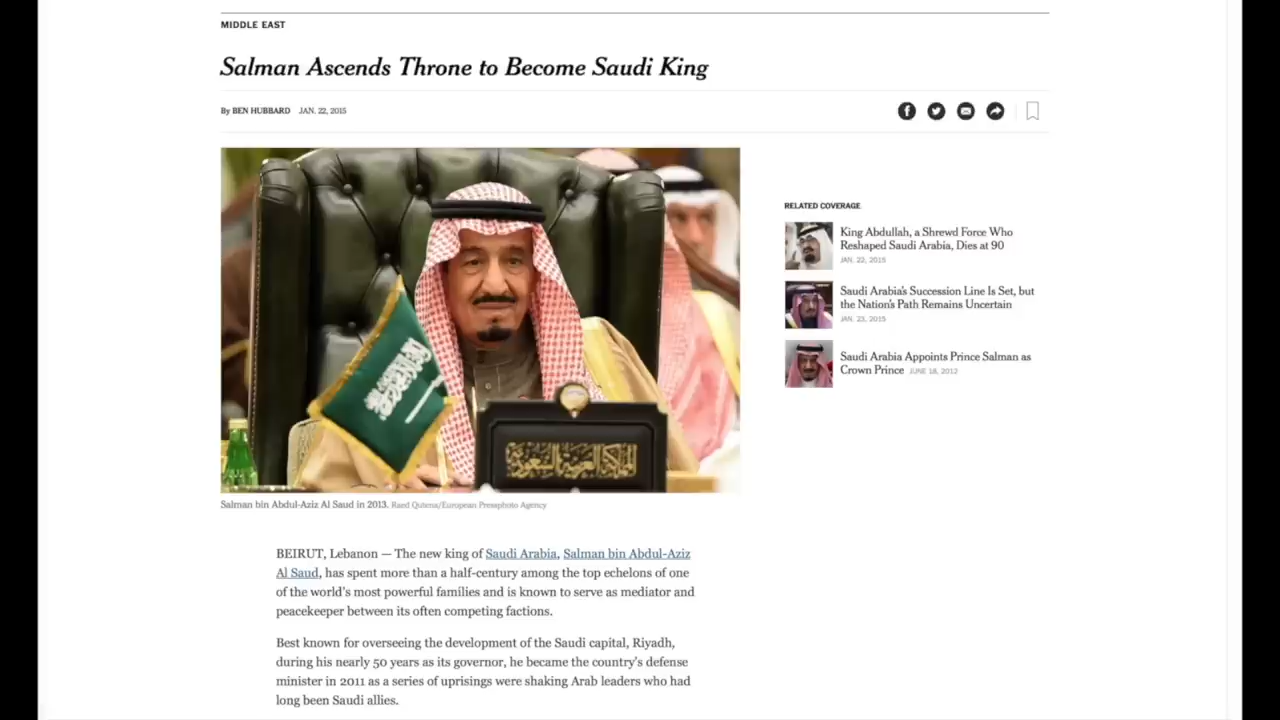 MIDDLE EAST
Salman Ascends Throne to Become Saudi King
By BEN HUBBARD JAN. 22, 2015
المملكة العربية السعودية
Salman bin Abdul-Aziz Al Saud in 2013. Raed Qutena/European Pressphoto Agency
BEIRUT, Lebanon — The new king of Saudi Arabia, Salman bin Abdul-Aziz
Al Saud, has spent more than a half-century among the top echelons of one
of the world's most powerful families and is known to serve as mediator and
peacekeeper between its often competing factions.
Best known for overseeing the development of the Saudi capital, Riyadh,
during his nearly 50 years as its governor, he became the country's defense
minister in 2011 as a series of uprisings were shaking Arab leaders who had
long been Saudi allies.
RELATED COVERAGE
King Abdullah, a Shrewd Force Who
Reshaped Saudi Arabia, Dies at 90
JAN. 22, 2015
Saudi Arabia's Succession Line Is Set, but
the Nation's Path Remains Uncertain
JAN. 23, 2015
Saudi Arabia Appoints Prince Salman as
Crown Prince JUNE 18, 2012